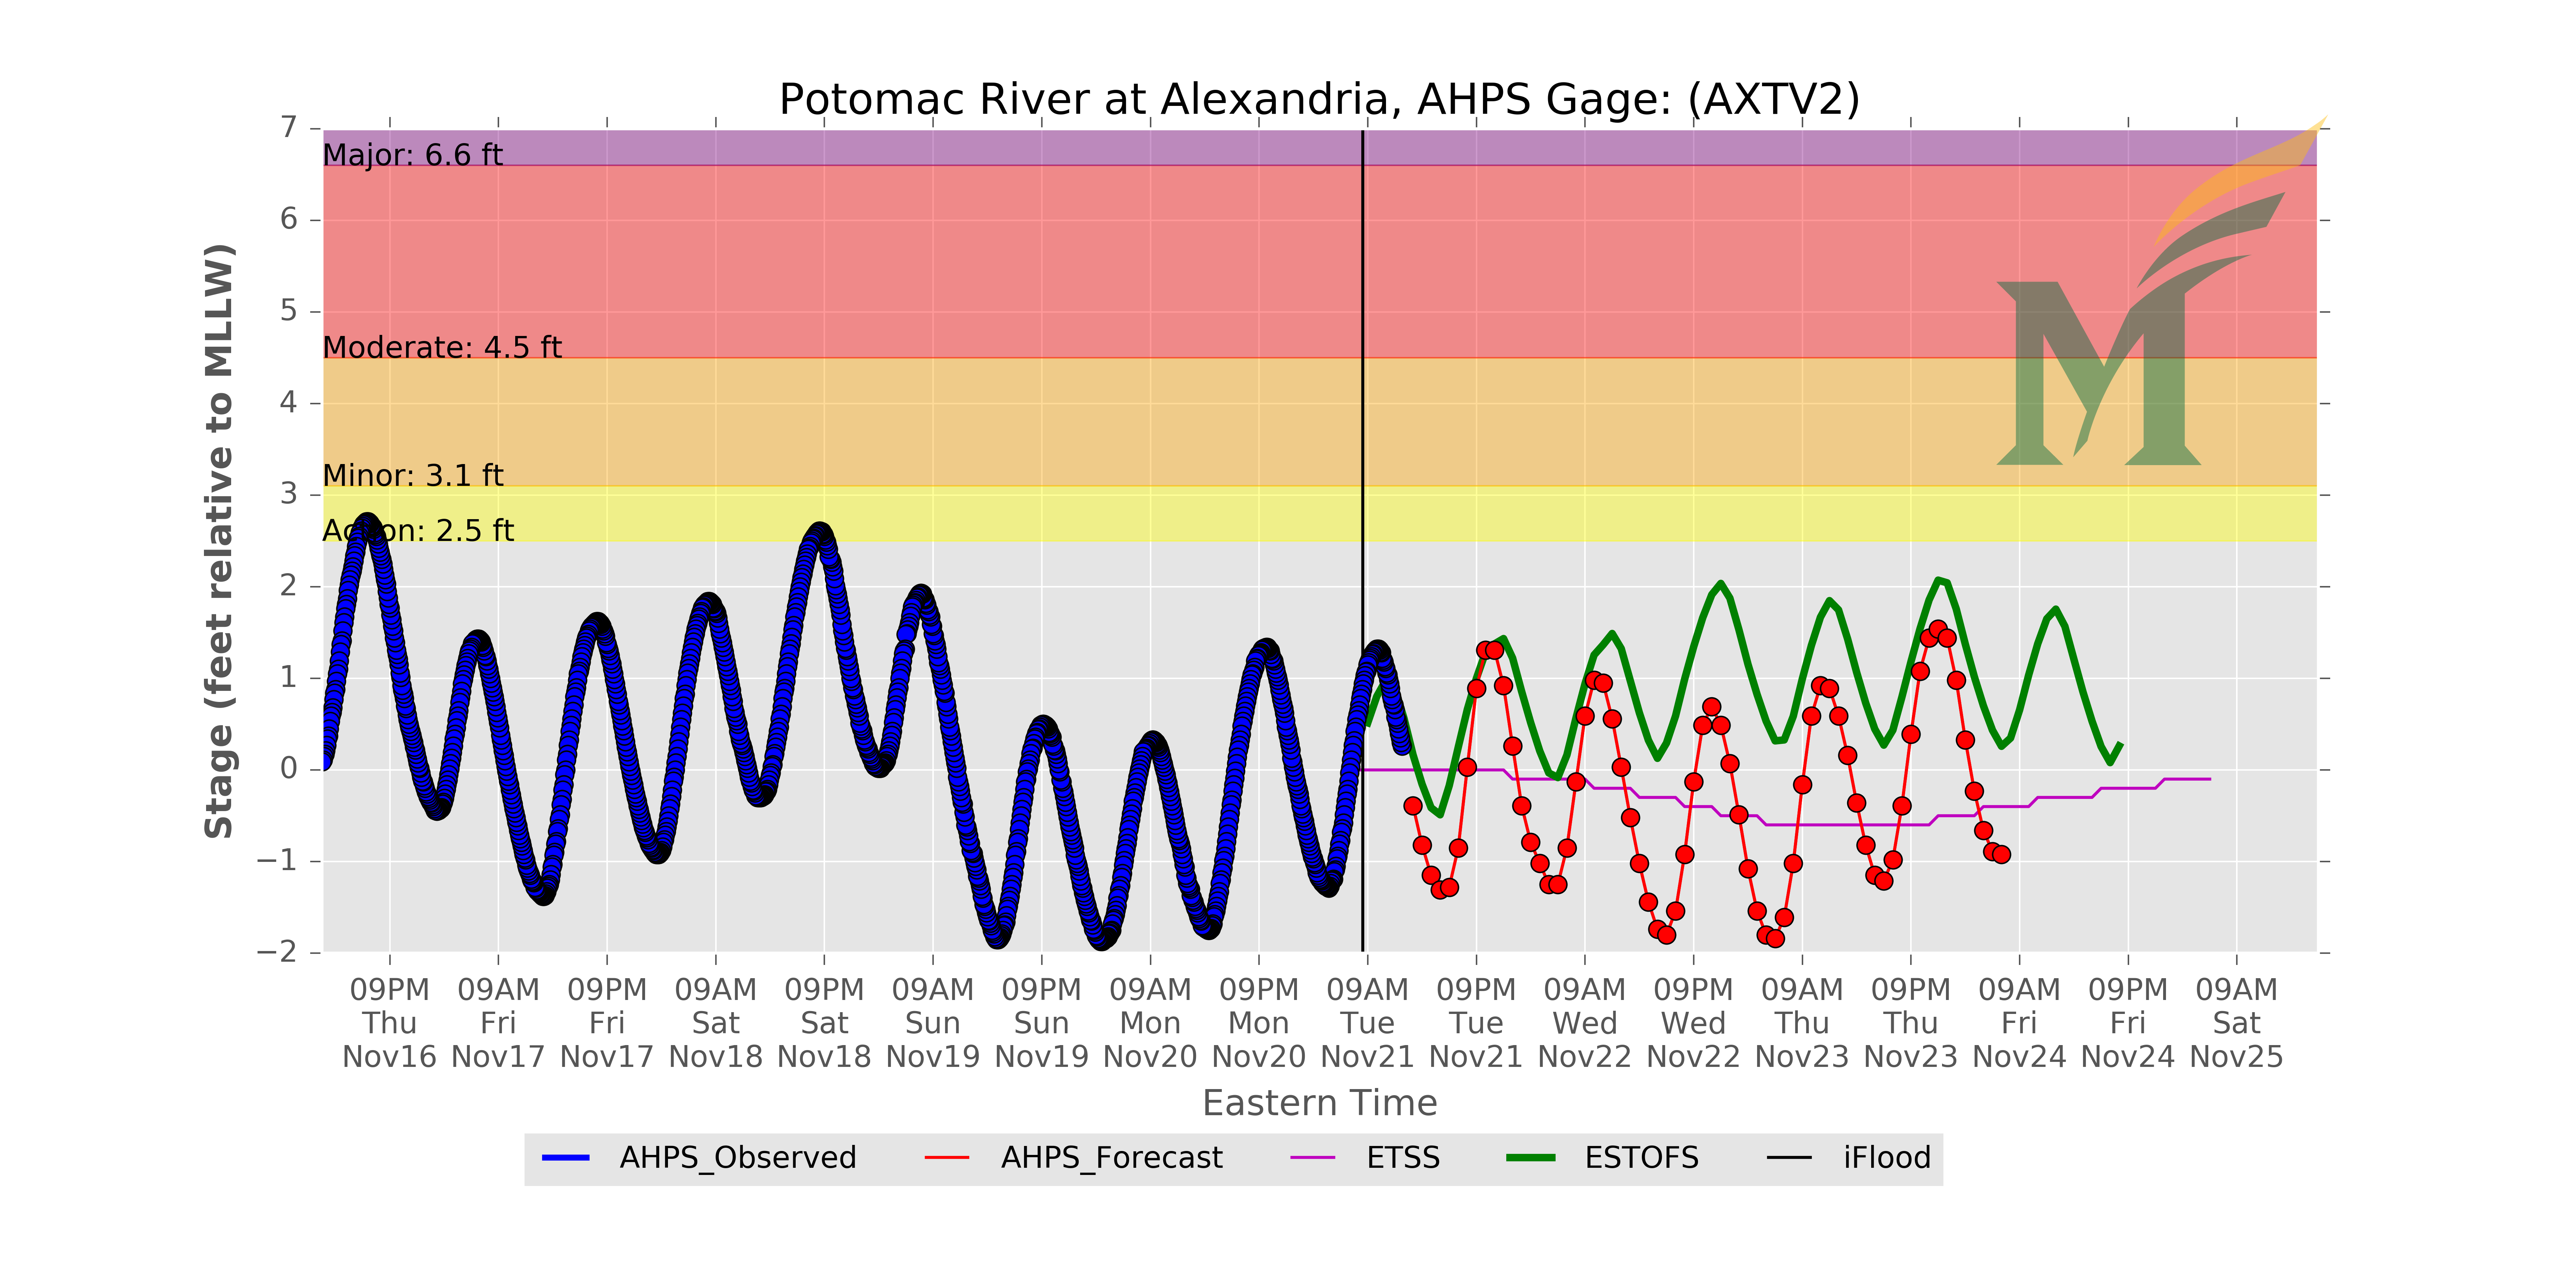 Potomac River at Alexandria, AHPS Gage: (AXTV2)
Stage (feet relative to MLLW)
7
6
5
4
3
2
1
0
−1
−2
Major: 6.6 ft
Moderate: 4.5 ft
Minor: 3.1 ft
Action: 2.5 ft
M
09PM 09AM 09PM 09AM 09PM 09AM 09PM 09AM 09PM 09AM 09PM 09AM 09PM 09AM 09PM 09AM 09PM 09AM
Thu Fri Fri Sat Sat Sun Sun Mon Mon Tue Tue Wed Wed Thu Thu Fri Fri Sat
Nov16 Nov17 Nov17 Nov18 Nov18 Nov19 Nov19 Nov20 Nov20 Nov21 Nov21 Nov22 Nov22 Nov23 Nov23 Nov24 Nov24 Nov25
Eastern Time
AHPS_Observed AHPS_Forecast ETSS ESTOFS iFlood